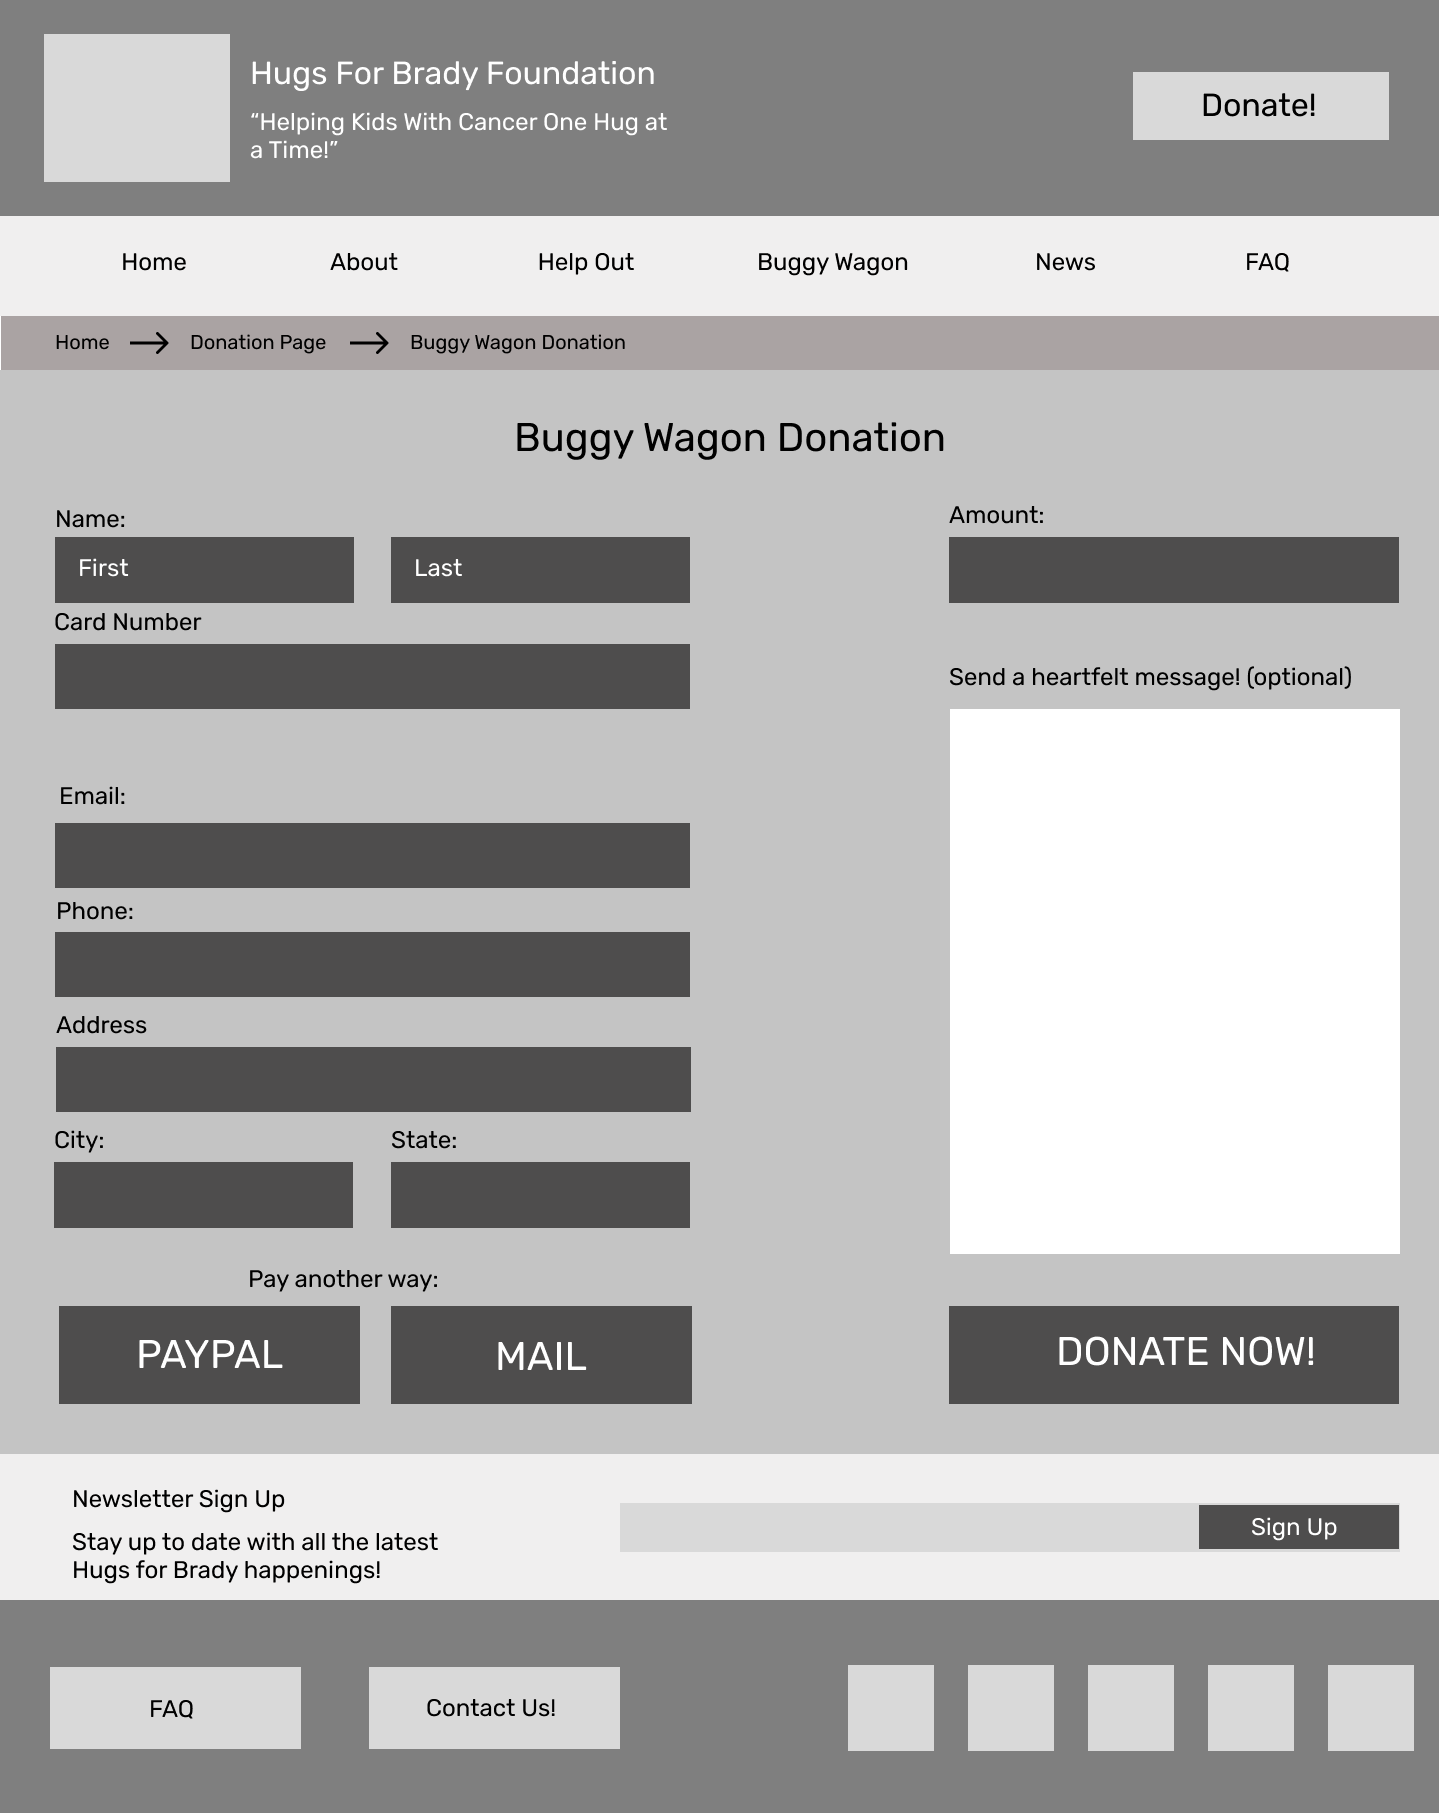 Hugs For Brady Foundation
“Helping Kids With Cancer One Hug at
a Time!”
Donate!
Home About Help Out Buggy Wagon News FAQ
Home Donation Page Buggy Wagon Donation
Buggy Wagon Donation
Name:
First Last
Card Number
Email:
Phone:
Address
City: State:
Pay another way:
PAYPAL MAIL
Amount:
Send a heartfelt message! (optional)
DONATE NOW!
Newsletter Sign Up
Stay up to date with all the latest
Hugs for Brady happenings!
Sign Up
FAQ Contact Us!